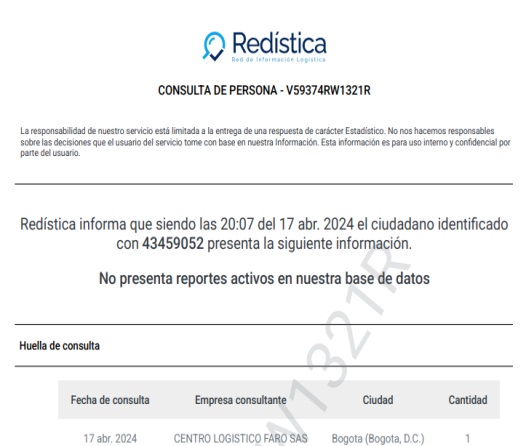 Redística
Red de Información Logística
CONSULTA DE PERSONA - V59374RW1321R
La responsabilidad de nuestro servicio está limitada a la entrega de una respuesta de carácter Estadístico. No nos hacemos responsables
sobre las decisiones que el usuario del servicio tome con base en nuestra Información. Esta información es para uso interno y confidencial por
parte del usuario.
Redística informa que siendo las 20:07 del 17 abr. 2024 el ciudadano identificado
con 43459052 presenta la siguiente información.
No presenta reportes activos en nuestra base de datos
Huella de consulta
Fecha de consulta Empresa consultante Ciudad Cantidad
17 abr. 2024 CENTRO LOGISTICO FARO SAS Bogota (Bogota, D.C.) 1
W1321R